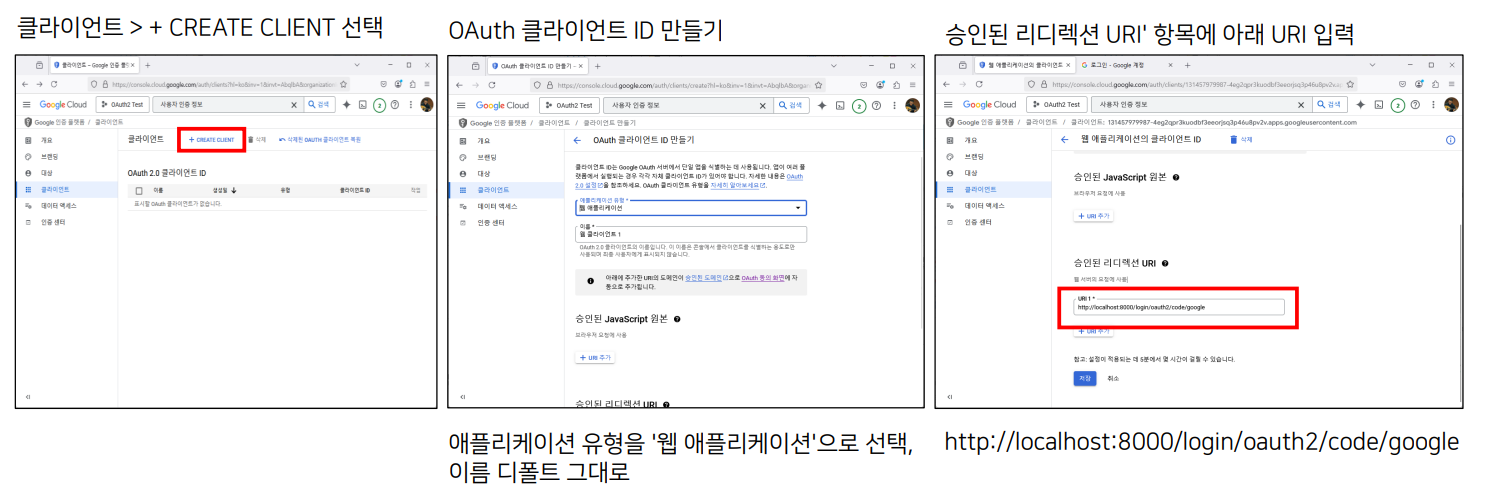 클라이언트 > + CREATE CLIENT 선택
클라이언트 - Google 인증 플랫
https://console.cloud.google.com/auth/clients?hl=ko&inv=1&invt=AbqlbA&organization
Google Cloud
OAuth2 Test
사용자 인증 정보
검색
2
Google 인증 플랫폼 / 클라이언트
개요
브랜딩
대상
클라이언트
데이터 액세스
인증 센터
클라이언트
+ CREATE CLIENT
삭제
삭제한 OAUTH 클라이언트 복원
OAuth 2.0 클라이언트 ID
이름 생성일 유형 클라이언트 ID 작업
표시할 OAuth 클라이언트가 없습니다.
OAuth 클라이언트 ID 만들기
OAuth 클라이언트 ID 만들기 -
https://console.cloud.google.com/auth/clients/create?hl=ko&inv=1&invt=AbqlbA&organiza
Google Cloud
OAuth2 Test
사용자 인증 정보
검색
2
Google 인증 플랫폼 / 클라이언트 / 클라이언트 만들기
개요
브랜딩
대상
클라이언트
데이터 액세스
인증 센터
OAuth 클라이언트 ID 만들기
클라이언트 ID는 Google OAuth 서버에서 단일 앱을 식별하는 데 사용됩니다. 앱이 여러 플
랫폼에서 실행되는 경우 각각 자체 클라이언트 ID가 있어야 합니다. 자세한 내용은 OAuth
2.0 설정을 참조하세요. OAuth 클라이언트 유형을 자세히 알아보세요.
애플리케이션 유형 *
웹 애플리케이션
이름 *
웹 클라이언트 1
OAuth 2.0 클라이언트의 이름입니다. 이 이름은 콘솔에서 클라이언트를 식별하는 용도로만
사용되며 최종 사용자에게 표시되지 않습니다.
아래에 추가한 URI의 도메인이 승인된 도메인으로 OAuth 동의 화면에 자
동으로 추가됩니다.
승인된 JavaScript 원본
브라우저 요청에 사용
+ URI 추가
승인된 리디렉션 URI
애플리케이션 유형을 '웹 애플리케이션'으로 선택,
이름 디폴트 그대로
승인된 리디렉션 URI' 항목에 아래 URI 입력
웹 애플리케이션의 클라이언트
로그인 - Google 계정
Google Cloud
OAuth2 Test
사용자 인증 정보
검색
2
Google 인증 플랫폼 / 클라이언트 / 클라이언트:
개요
브랜딩
대상
클라이언트
데이터 액세스
인증 센터
웹 애플리케이션의 클라이언트 ID
삭제
승인된 JavaScript 원본
브라우저 요청에 사용
+ URI 추가
승인된 리디렉션 URI
웹 서버의 요청에 사용
URI 1 *
http://localhost:8000/login/oauth2/code/google
+ URI 추가
참고: 설정이 적용되는 데 5분에서 몇 시간이 걸릴 수 있습니다.
저장
취소
http://localhost:8000/login/oauth2/code/google